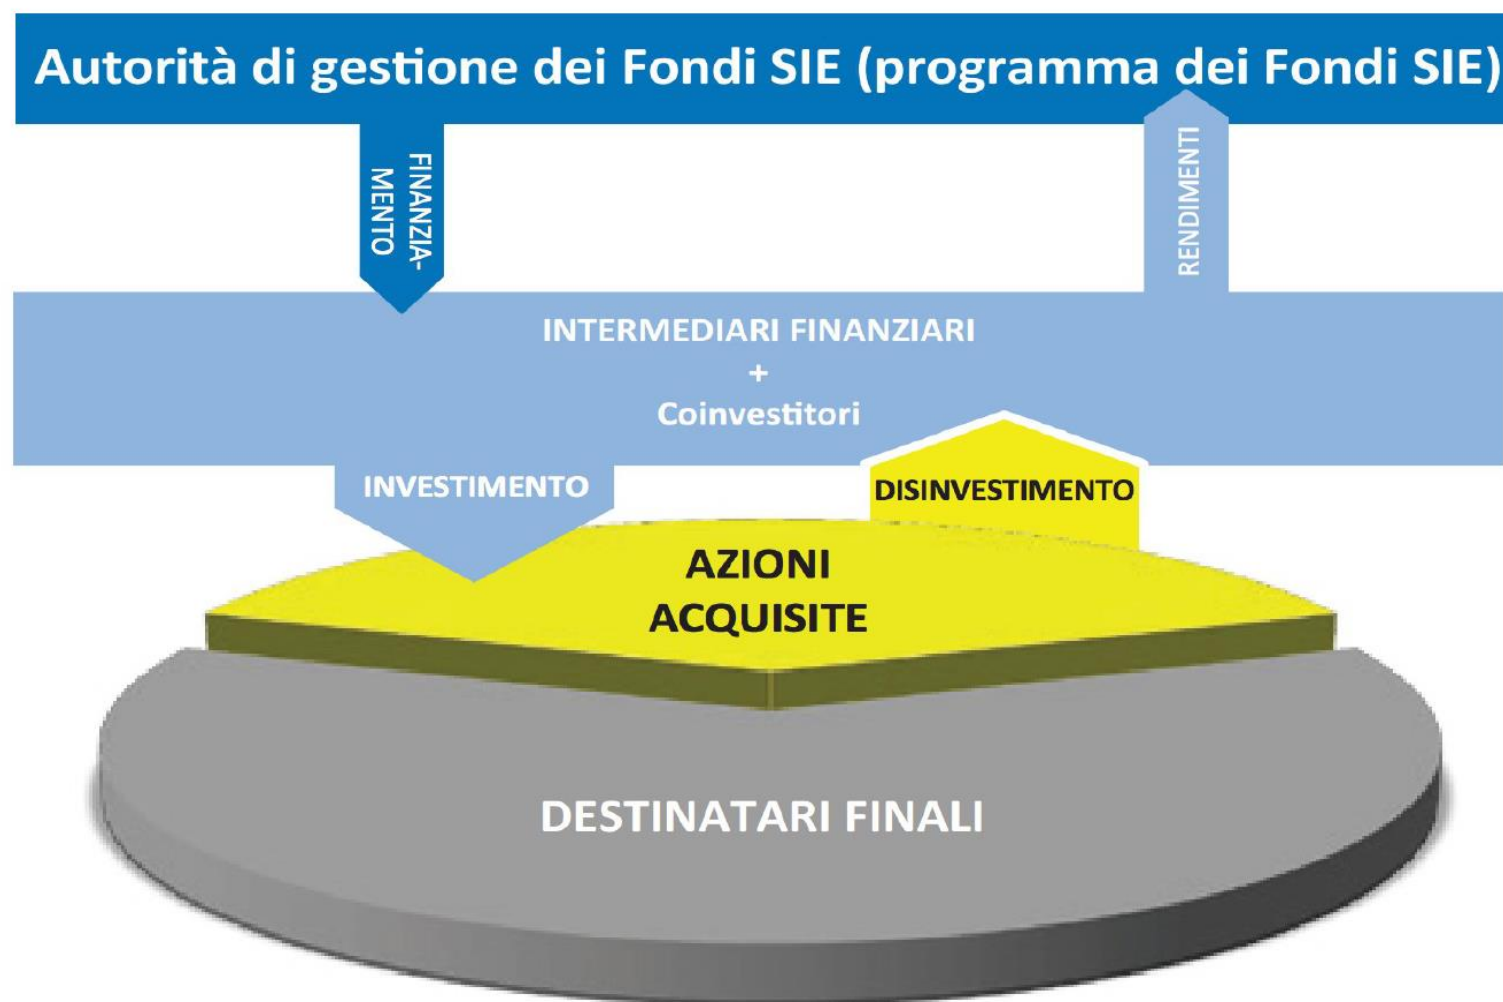 Autorità di gestione dei Fondi SIE (programma dei Fondi SIE)
FINANZIA-
MENTO
RENDIMENTI
INTERMEDIARI FINANZIARI
+
Coinvestitori
INVESTIMENTO
DISINVESTIMENTO
AZIONI
ACQUISITE
DESTINATARI FINALI